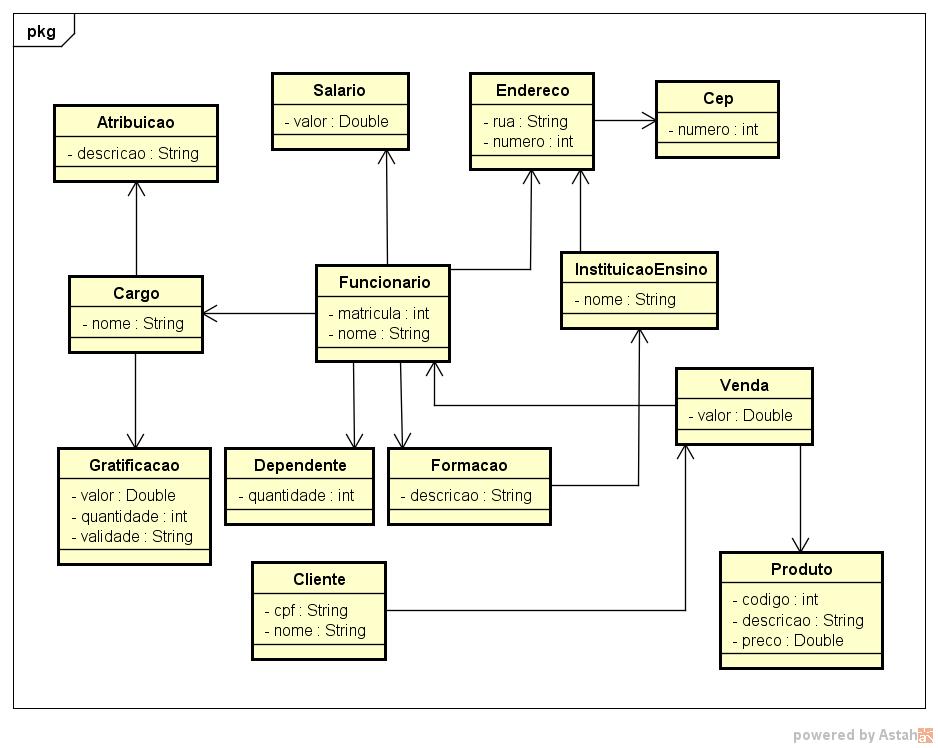 pkg
Salario
- valor : Double
Endereco
- rua : String
- numero : int
Cep
- numero : int
Atribuicao
- descricao : String
Cargo
- nome : String
Funcionario
- matricula : int
- nome : String
InstituicaoEnsino
- nome : String
Venda
- valor : Double
Gratificacao
- valor : Double
- quantidade : int
- validade : String
Dependente
- quantidade : int
Formacao
- descricao : String
Cliente
- cpf : String
- nome : String
Produto
- codigo : int
- descricao : String
- preco : Double
powered by Astah